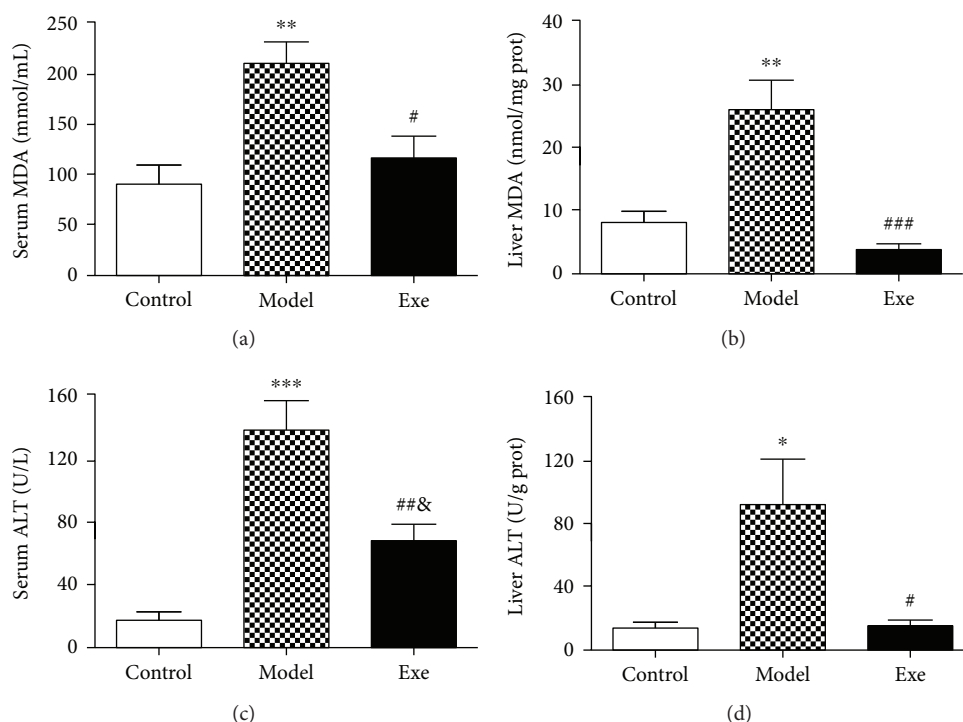 Serum MDA (mmol/mL)
250
200
150
100
50
0
**
#
Control Model Exe
(a)
Liver MDA (nmol/mg prot)
40
30
20
10
0
**
###
Control Model Exe
(b)
Serum ALT (U/L)
160
120
80
40
0
***
##&
Control Model Exe
(c)
Liver ALT (U/g prot)
160
120
80
40
0
*
#
Control Model Exe
(d)